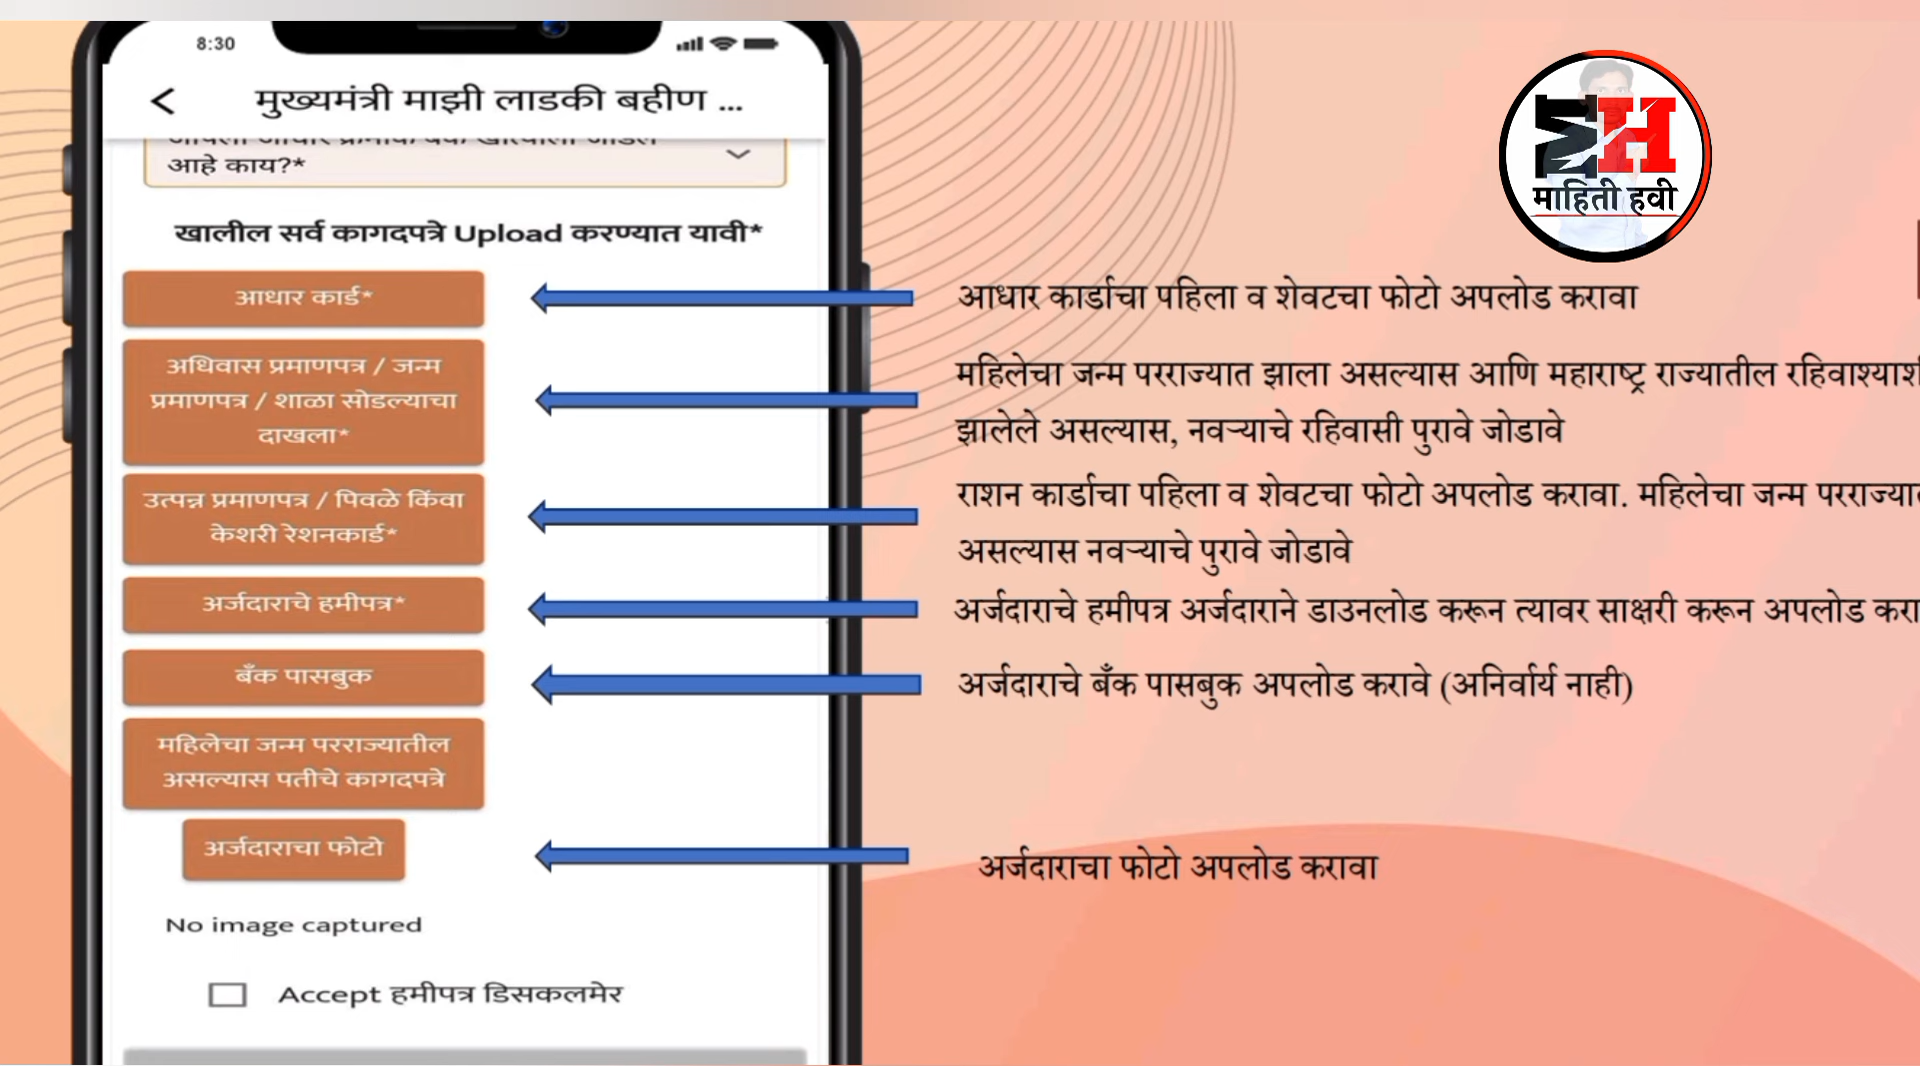 8:30
मुख्यमंत्री माझी लाडकी बहीण ...
आहे काय?*
खालील सर्व कागदपत्रे Upload करण्यात यावी*
आधार कार्ड*
अधिवास प्रमाणपत्र / जन्म
प्रमाणपत्र / शाळा सोडल्याचा
दाखला*
उत्पन्न प्रमाणपत्र / पिवळे किंवा
केशरी रेशनकार्ड*
अर्जदाराचे हमीपत्र*
बँक पासबुक
महिलेचा जन्म परराज्यातील
असल्यास पतीचे कागदपत्रे
अर्जदाराचा फोटो
No image captured
Accept हमीपत्र डिसकलमेर
MH
माहिती हवी
आधार कार्डाचा पहिला व शेवटचा फोटो अपलोड करावा
महिलेचा जन्म परराज्यात झाला असल्यास आणि महाराष्ट्र राज्यातील
झालेले असल्यास, नवऱ्याचे रहिवासी पुरावे जोडावे
राशन कार्डाचा पहिला व शेवटचा फोटो अपलोड करावा. महिलेचा जन्म
असल्यास नवऱ्याचे पुरावे जोडावे
अर्जदाराचे हमीपत्र अर्जदाराने डाउनलोड करून त्यावर साक्षरी करून अपलोड
अर्जदाराचे बँक पासबुक अपलोड करावे (अनिर्वार्य नाही)
अर्जदाराचा फोटो अपलोड करावा